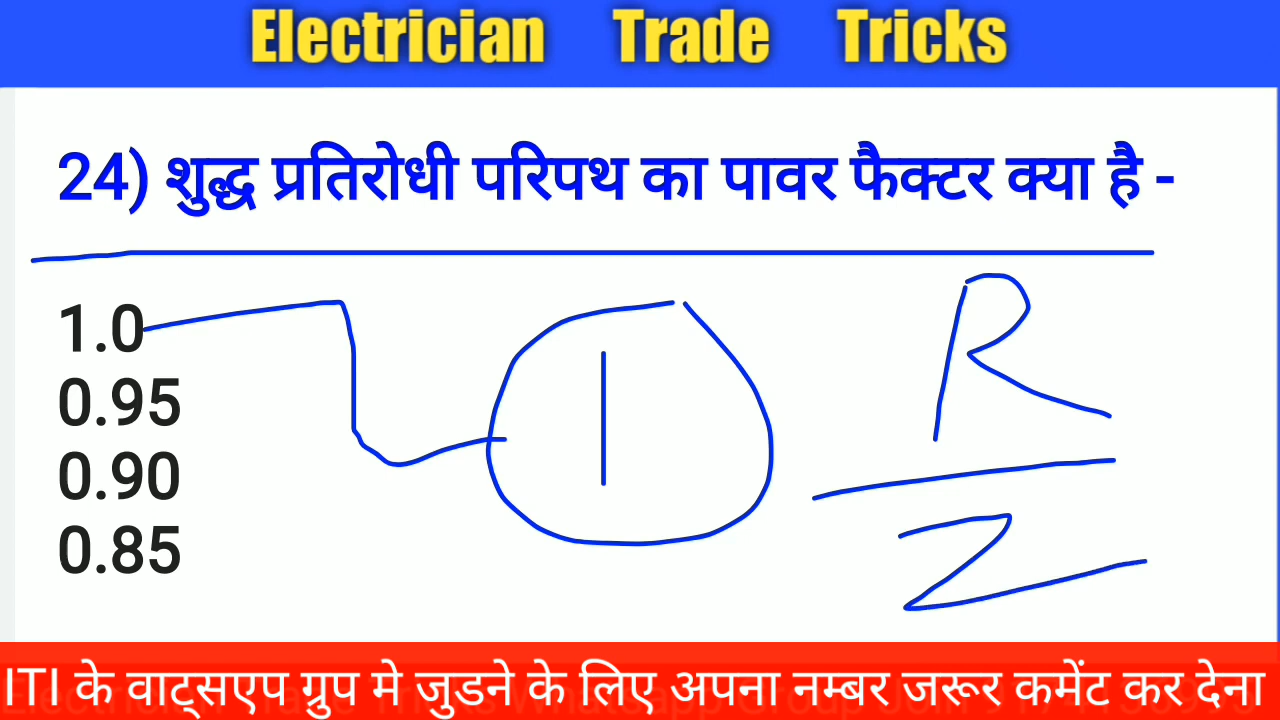 Electrician Trade Tricks
24) शुद्ध प्रतिरोधी परिपथ का पावर फैक्टर क्या है -
1.0
0.95
0.90
0.85
1
R
Z
ITI के वाट्सएप ग्रुप मे जुडने के लिए अपना नम्बर जरूर कमेंट कर देना